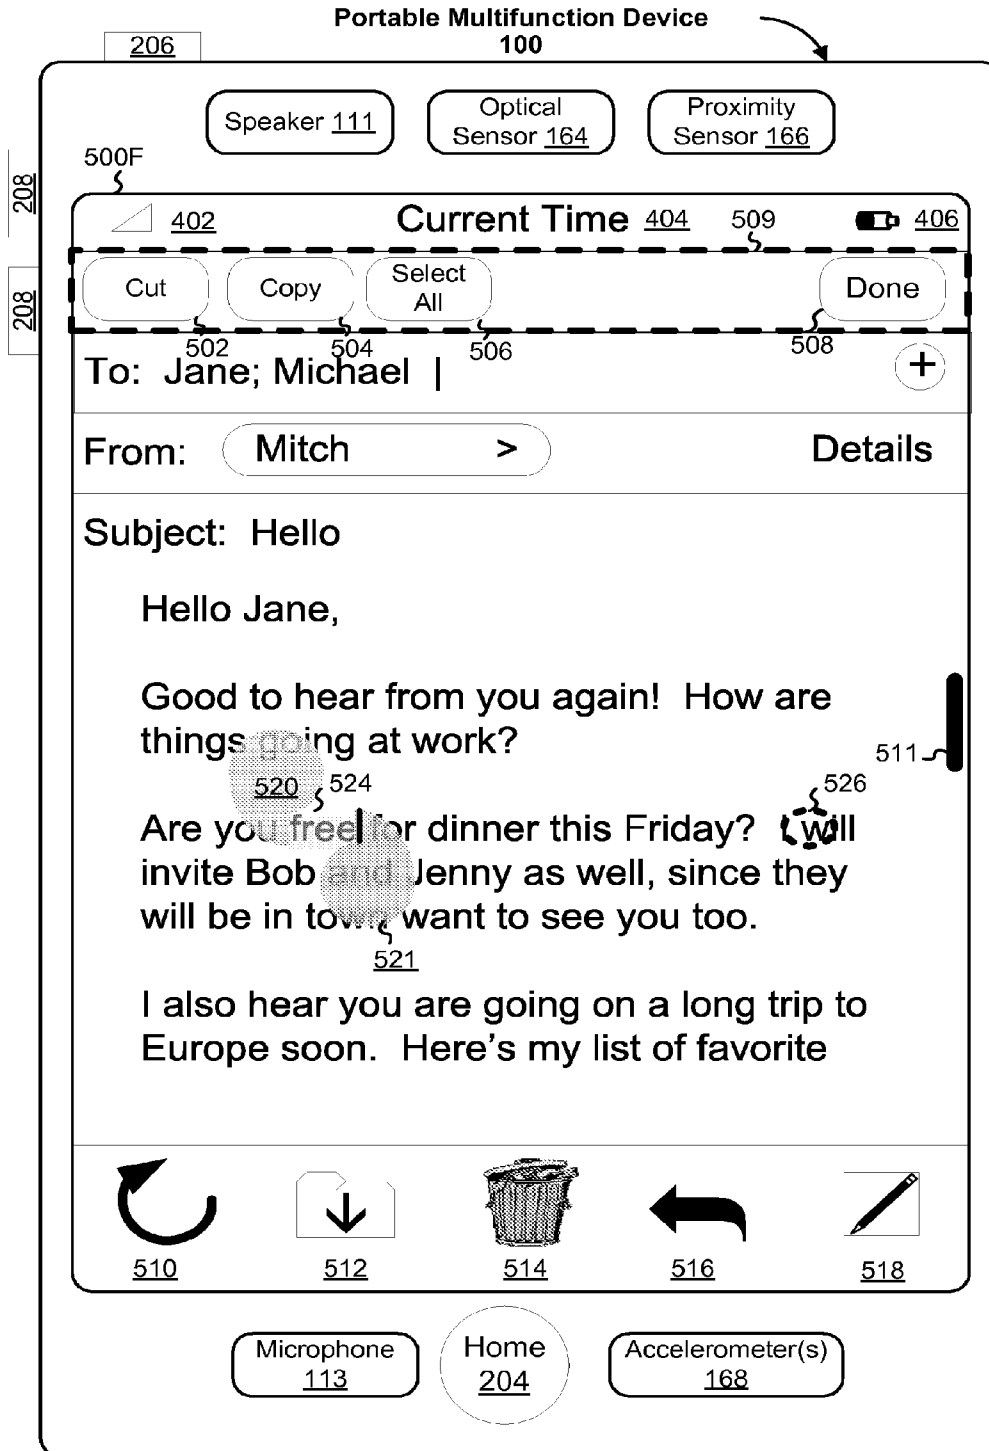 Portable Multifunction Device
100
206
Speaker 111
Optical
Sensor 164
Proximity
Sensor 166
500F
208
402
Current Time 404
509
406
208
Cut
Copy
Select
All
Done
502
504
506
508
To: Jane; Michael |
+
From:
Mitch >
Details
Subject: Hello
Hello Jane,
Good to hear from you again! How are
things going at work?
511
520
524
526
Are you free for dinner this Friday? I will
invite Bob and Jenny as well, since they
will be in town want to see you too.
521
I also hear you are going on a long trip to
Europe soon. Here's my list of favorite
510
512
514
516
518
Microphone
113
Home
204
Accelerometer(s)
168